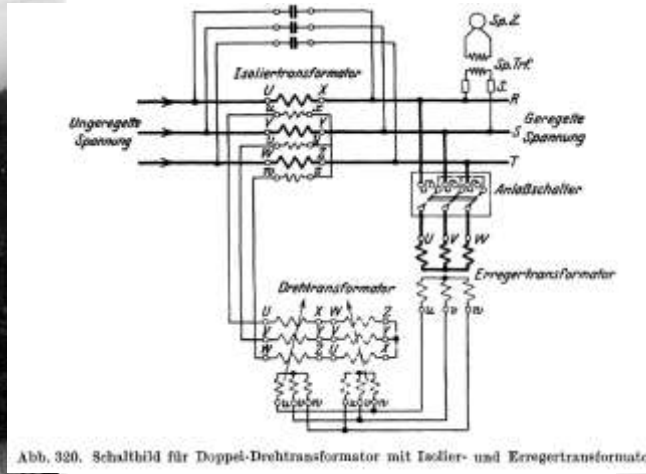 Sp.Z.
Sp.Trf.
Isoliertransformator
U X
S.
R
Ungeregelte
Spannung
V Y
S
Geregelte
Spannung
W Z
T
Anlaßschalter
U V W
Erregertransformator
Drehtransformator
u v w
U X W Z
V Y V Y
W Z U X
u v w u v w
Abb. 320. Schaltbild für Doppel-Drehtransformator mit Isolier- und Erregertransformato